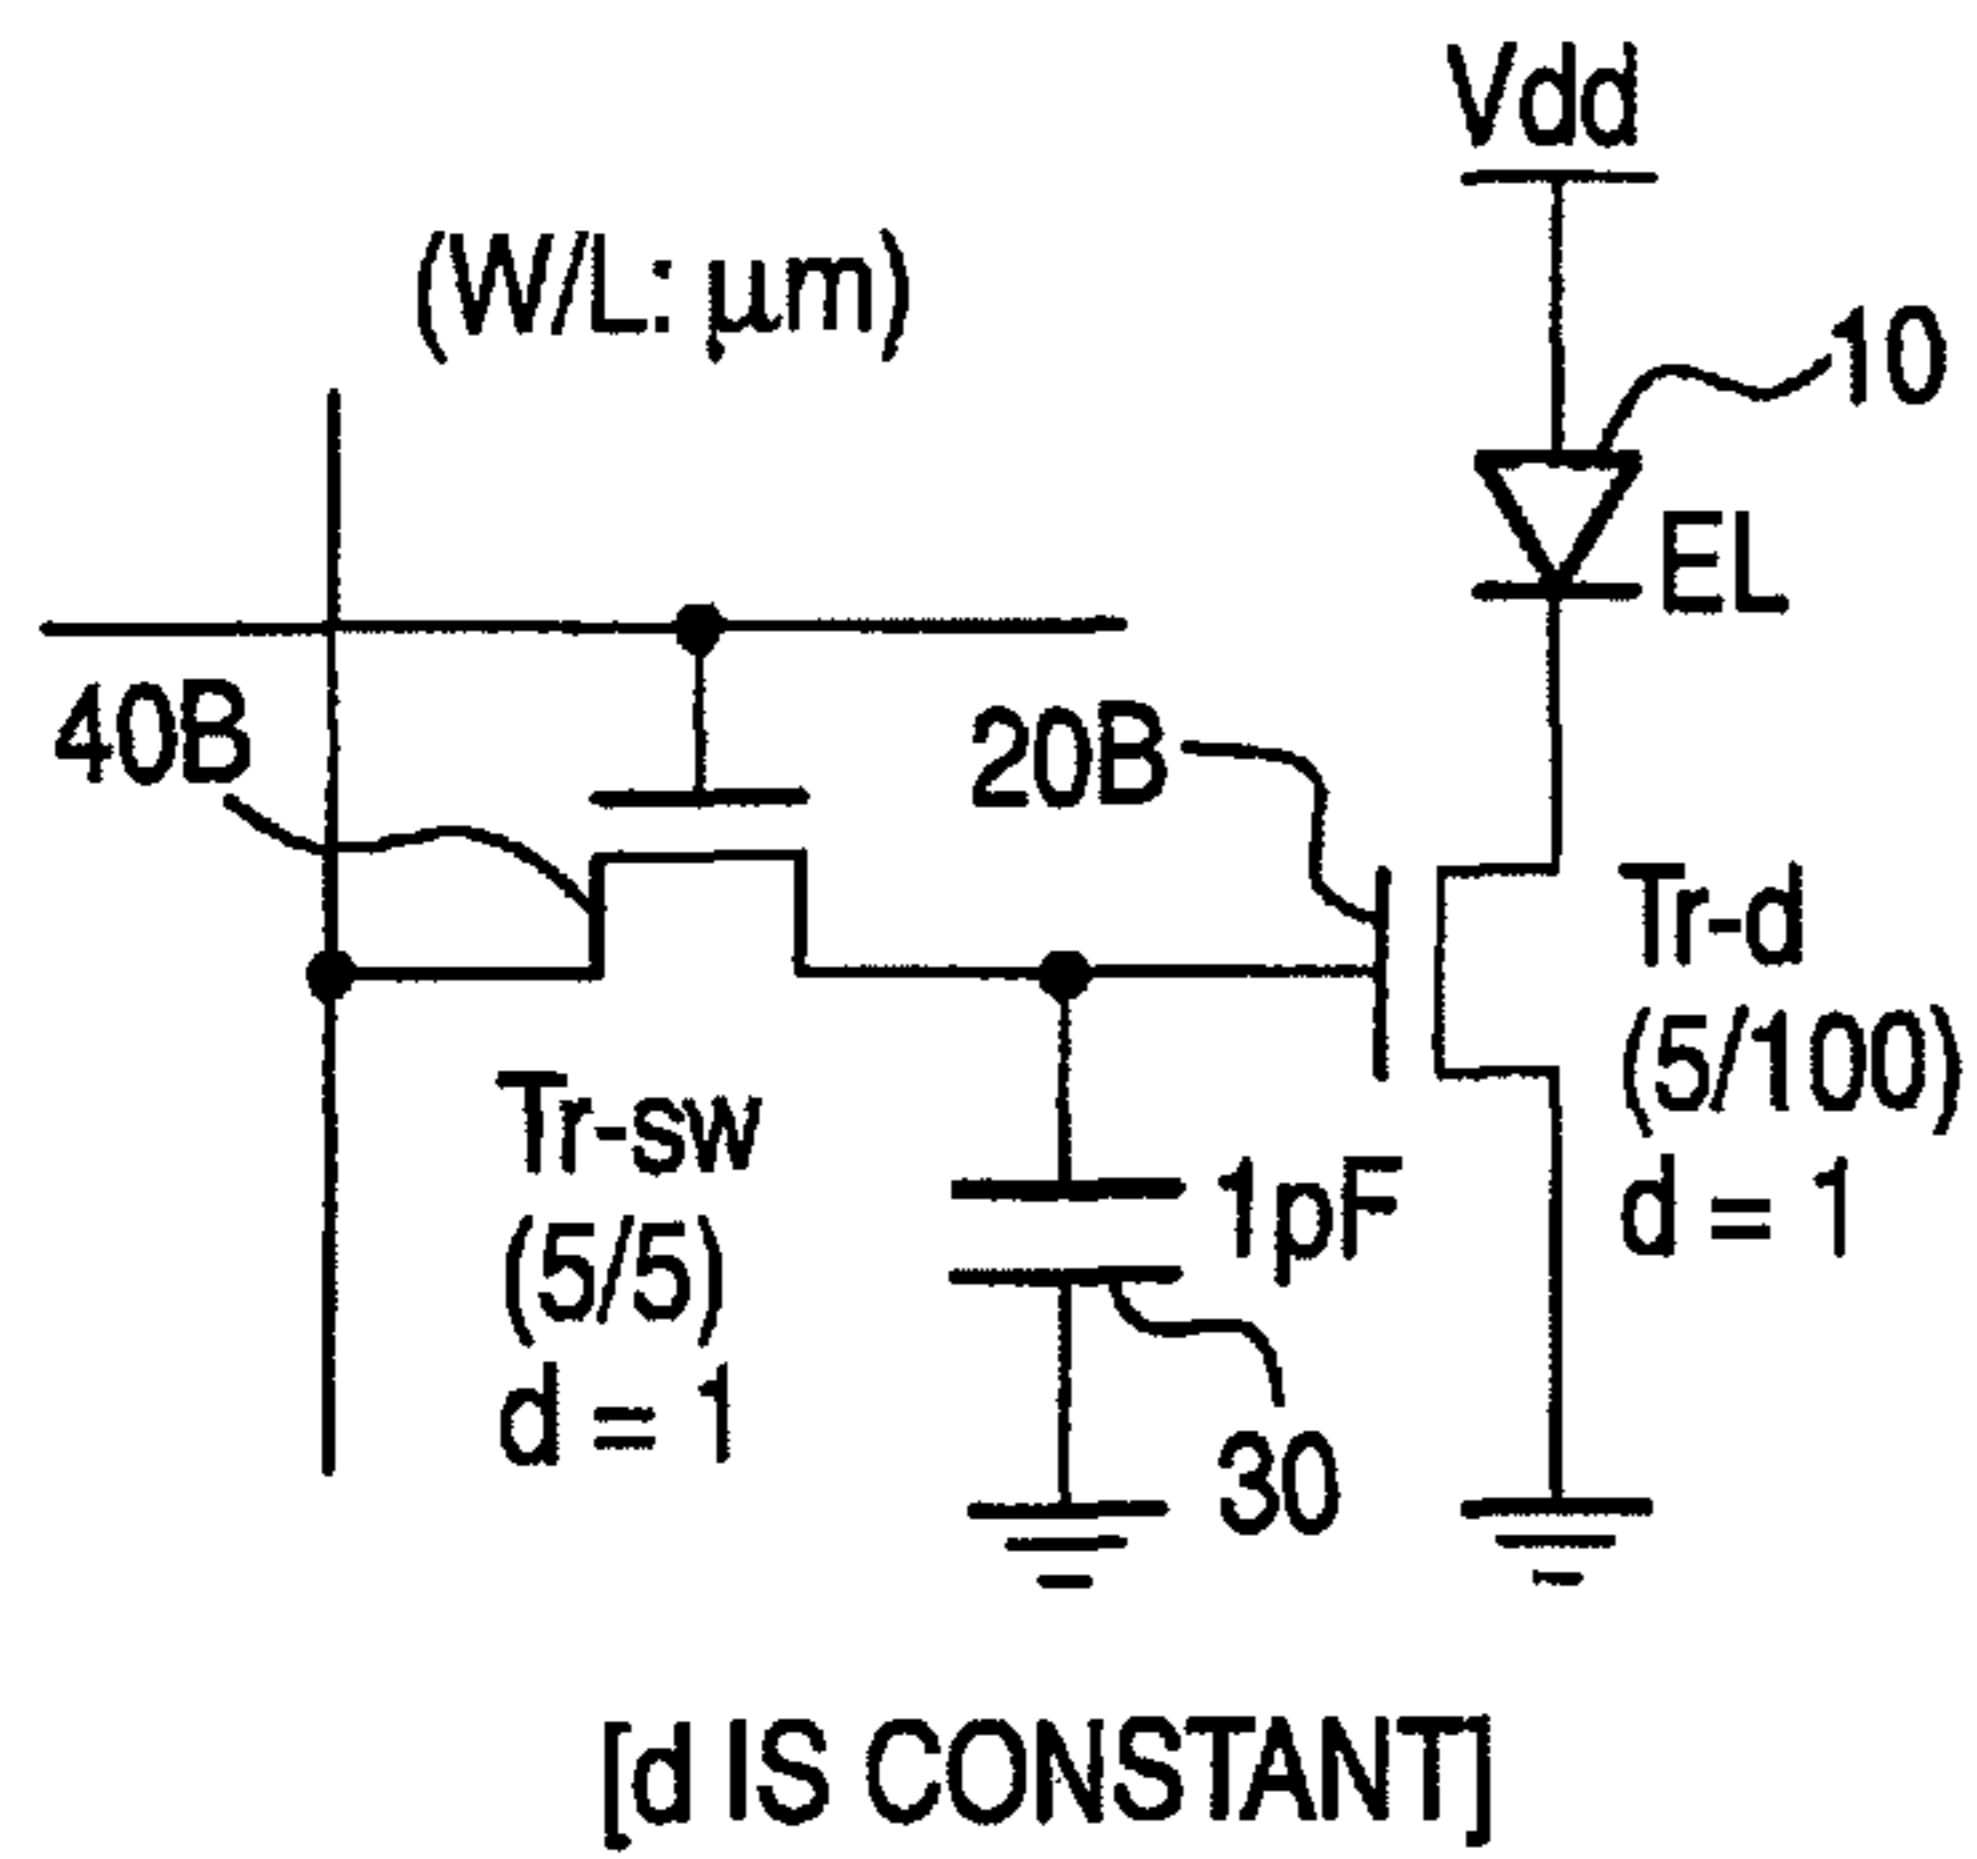 Vdd
(W/L: μm)
10
EL
40B
20B
Tr-d
(5/100)
d = 1
Tr-sw
(5/5)
d = 1
1pF
30
[d IS CONSTANT]